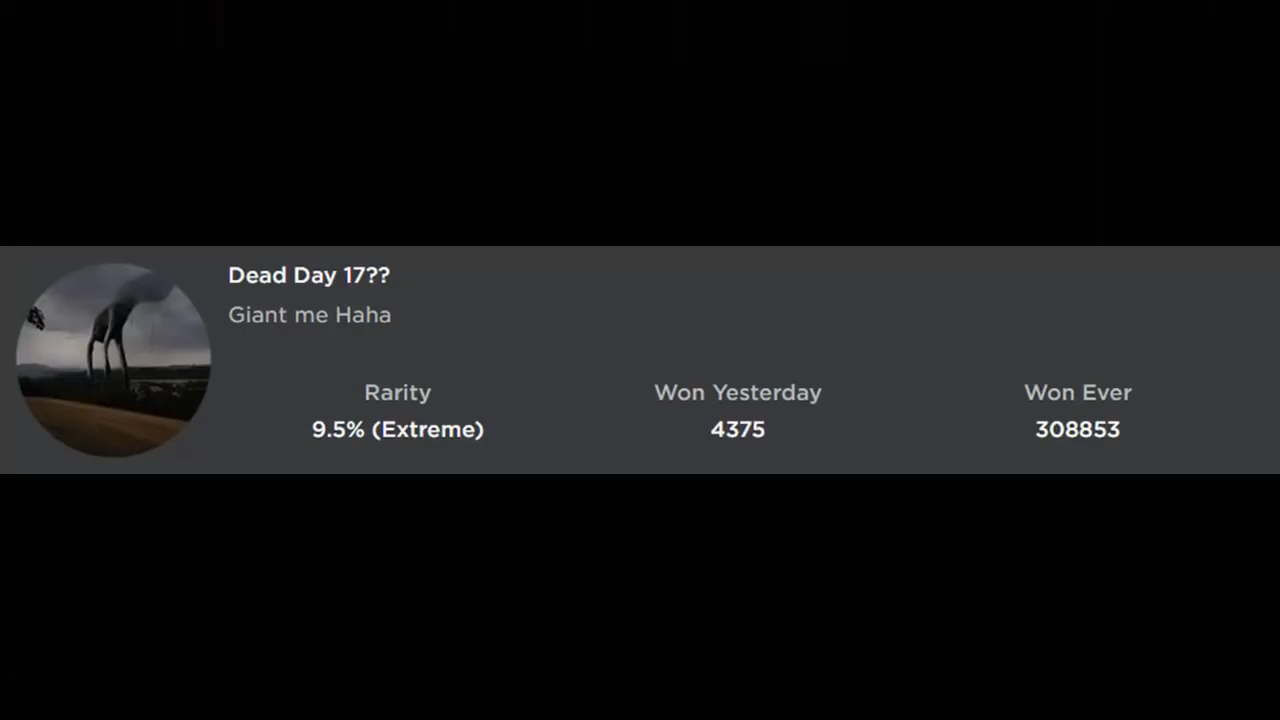 Dead Day 17??
Giant me Haha
Rarity Won Yesterday Won Ever
9.5% (Extreme) 4375 308853